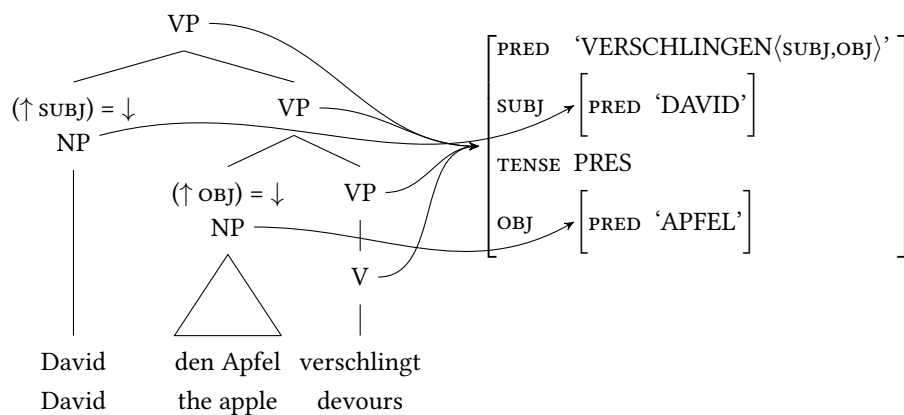 VP
PRED ‘VERSCHLINGEN⟨SUBJ,OBJ⟩’
(↑ SUBJ) = ↓
VP
SUBJ
PRED ‘DAVID’
NP
TENSE PRES
(↑ OBJ) = ↓
VP
OBJ
PRED ‘APFEL’
NP
V
David den Apfel verschlingt
David the apple devours